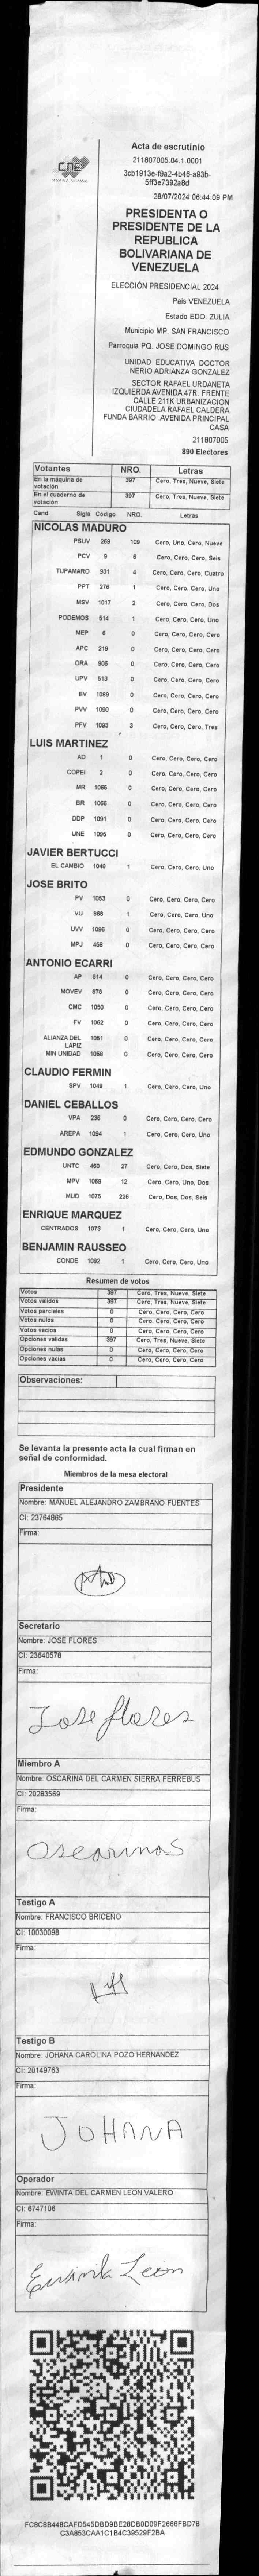 CNE
Acta de escrutinio
211807005.04.1.0001
3cb1913e-f9a2-4b46-a93b-
5ff3e7392a8d
28/07/2024 06:44:09 PM
PRESIDENTA O
PRESIDENTE DE LA
REPUBLICA
BOLIVARIANA DE
VENEZUELA
ELECCIÓN PRESIDENCIAL 2024
Pais VENEZUELA
Estado EDO. ZULIA
Municipio MP. SAN FRANCISCO
Parroquia PQ. JOSE DOMINGO RUS
UNIDAD EDUCATIVA DOCTOR
NERIO ADRIANZA GONZALEZ
SECTOR RAFAEL URDANETA
IZQUIERDA AVENIDA 47R. FRENTE
CALLE 211K URBANIZACION
CIUDADELA RAFAEL CALDERA
FUNDA BARRIO .AVENIDA PRINCIPAL
CASA
211807005
890 Electores
Votantes NRO. Letras
En la máquina de votación 397 Cero, Tres, Nueve, Siete
En el cuaderno de votación 397 Cero, Tres, Nueve, Siete
Cand. Sigla Código NRO. Letras
NICOLAS MADURO
PSUV 269 109 Cero, Uno, Cero, Nueve
PCV 9 6 Cero, Cero, Cero, Seis
TUPAMARO 931 4 Cero, Cero, Cero, Cuatro
PPT 276 1 Cero, Cero, Cero, Uno
MSV 1017 2 Cero, Cero, Cero, Dos
PODEMOS 514 1 Cero, Cero, Cero, Uno
MEP 6 0 Cero, Cero, Cero, Cero
APC 219 0 Cero, Cero, Cero, Cero
ORA 906 0 Cero, Cero, Cero, Cero
UPV 613 0 Cero, Cero, Cero, Cero
EV 1089 0 Cero, Cero, Cero, Cero
PVV 1090 0 Cero, Cero, Cero, Cero
PFV 1093 3 Cero, Cero, Cero, Tres
LUIS MARTINEZ
AD 1 0 Cero, Cero, Cero, Cero
COPEI 2 0 Cero, Cero, Cero, Cero
MR 1066 0 Cero, Cero, Cero, Cero
BR 1068 0 Cero, Cero, Cero, Cero
DDP 1091 0 Cero, Cero, Cero, Cero
UNE 1095 0 Cero, Cero, Cero, Cero
JAVIER BERTUCCI
EL CAMBIO 1048 1 Cero, Cero, Cero, Uno
JOSE BRITO
PV 1053 0 Cero, Cero, Cero, Cero
VU 668 1 Cero, Cero, Cero, Uno
UVV 1096 0 Cero, Cero, Cero, Cero
MPJ 458 0 Cero, Cero, Cero, Cero
ANTONIO ECARRI
AP 814 0 Cero, Cero, Cero, Cero
MOVEV 878 0 Cero, Cero, Cero, Cero
CMC 1050 0 Cero, Cero, Cero, Cero
FV 1062 0 Cero, Cero, Cero, Cero
ALIANZA DEL LAPIZ 1051 0 Cero, Cero, Cero, Cero
MIN UNIDAD 1068 0 Cero, Cero, Cero, Cero
CLAUDIO FERMIN
SPV 1049 1 Cero, Cero, Cero, Uno
DANIEL CEBALLOS
VPA 236 0 Cero, Cero, Cero, Cero
AREPA 1094 1 Cero, Cero, Cero, Uno
EDMUNDO GONZALEZ
UNTC 460 27 Cero, Cero, Dos, Siete
MPV 1069 12 Cero, Cero, Uno, Dos
MUD 1075 226 Cero, Dos, Dos, Seis
ENRIQUE MARQUEZ
CENTRADOS 1073 1 Cero, Cero, Cero, Uno
BENJAMIN RAUSSEO
CONDE 1092 1 Cero, Cero, Cero, Uno
Resumen de votos
Votos 397 Cero, Tres, Nueve, Siete
Votos validos 397 Cero, Tres, Nueve, Siete
Votos parciales 0 Cero, Cero, Cero, Cero
Votos nulos 0 Cero, Cero, Cero, Cero
Votos vacios 0 Cero, Cero, Cero, Cero
Opciones validas 397 Cero, Tres, Nueve, Siete
Opciones nulas 0 Cero, Cero, Cero, Cero
Opciones vacias 0 Cero, Cero, Cero, Cero
Observaciones:
Se levanta la presente acta la cual firman en
señal de conformidad.
Miembros de la mesa electoral
Presidente
Nombre: MANUEL ALEJANDRO ZAMBRANO FUENTES
CI: 23764865
Firma:
Secretario
Nombre: JOSE FLORES
CI: 23640578
Firma:
Jose flores
Miembro A
Nombre: OSCARINA DEL CARMEN SIERRA FERREBUS
CI: 20283569
Firma:
Oscarinas
Testigo A
Nombre: FRANCISCO BRICEÑO
CI: 10030098
Firma:
Testigo B
Nombre: JOHANA CAROLINA POZO HERNANDEZ
CI: 20149763
Firma:
JOHANA
Operador
Nombre: EWINTA DEL CARMEN LEON VALERO
CI: 6747106
Firma:
Leon
FC8C8B448CAFD545DBD9BE28DB0D09F2666FBD7B
C3A853CAA1C1B4C39529F2BA